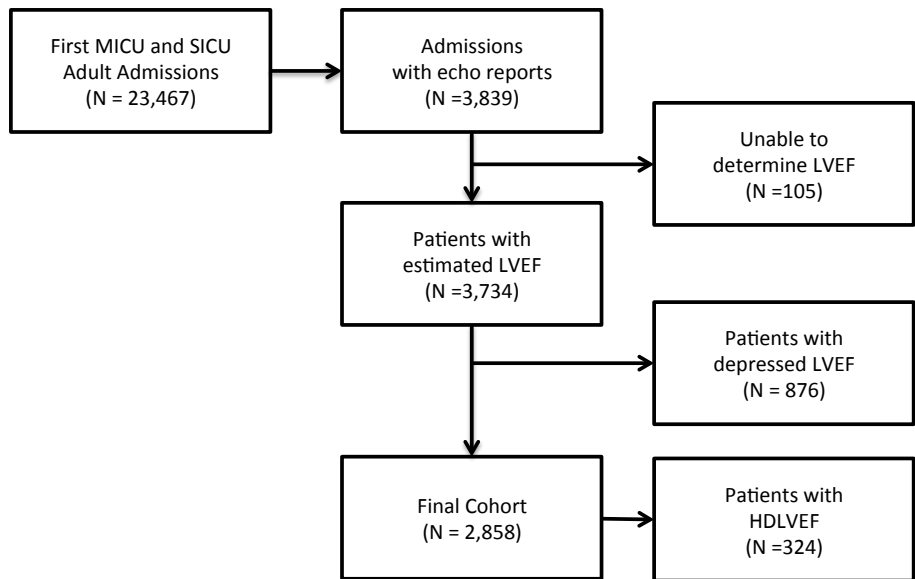 First MICU and SICU
Adult Admissions
(N = 23,467)
Admissions
with echo reports
(N =3,839)
Unable to
determine LVEF
(N =105)
Patients with
estimated LVEF
(N =3,734)
Patients with
depressed LVEF
(N = 876)
Final Cohort
(N = 2,858)
Patients with
HDLVEF
(N =324)